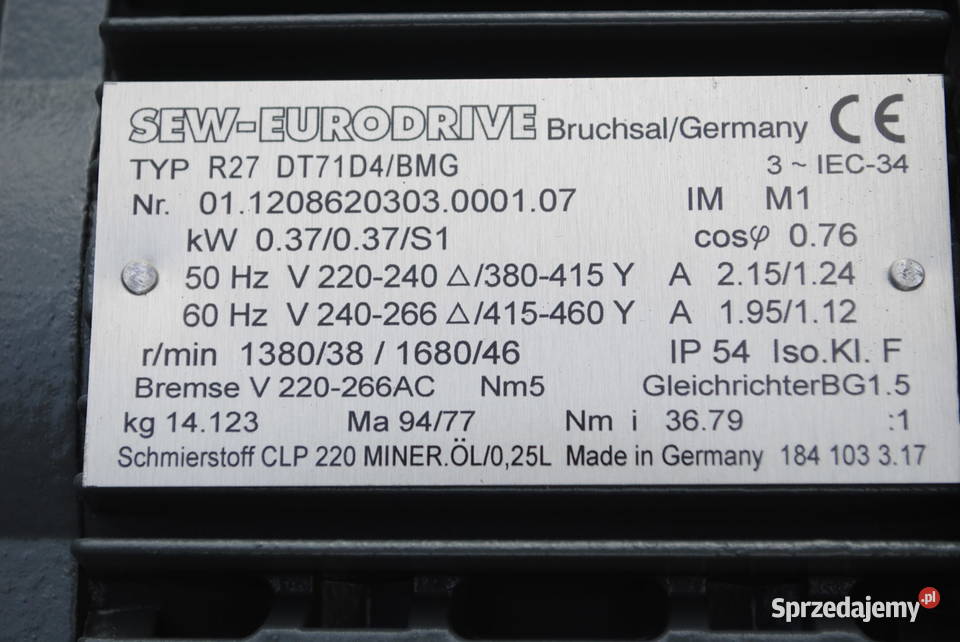 SEW-EURODRIVE Bruchsal/Germany CE
TYP R27 DT71D4/BMG 3 ~ IEC-34
Nr. 01.1208620303.0001.07 IM M1
kW 0.37/0.37/S1 cosφ 0.76
50 Hz V 220-240 △/380-415 Y A 2.15/1.24
60 Hz V 240-266 △/415-460 Y A 1.95/1.12
r/min 1380/38 / 1680/46 IP 54 Iso.Kl. F
Bremse V 220-266AC Nm5 GleichrichterBG1.5
kg 14.123 Ma 94/77 Nm i 36.79 :1
Schmierstoff CLP 220 MINER.ÖL/0,25L Made in Germany 184 103 3.17
Sprzedajemy.pl